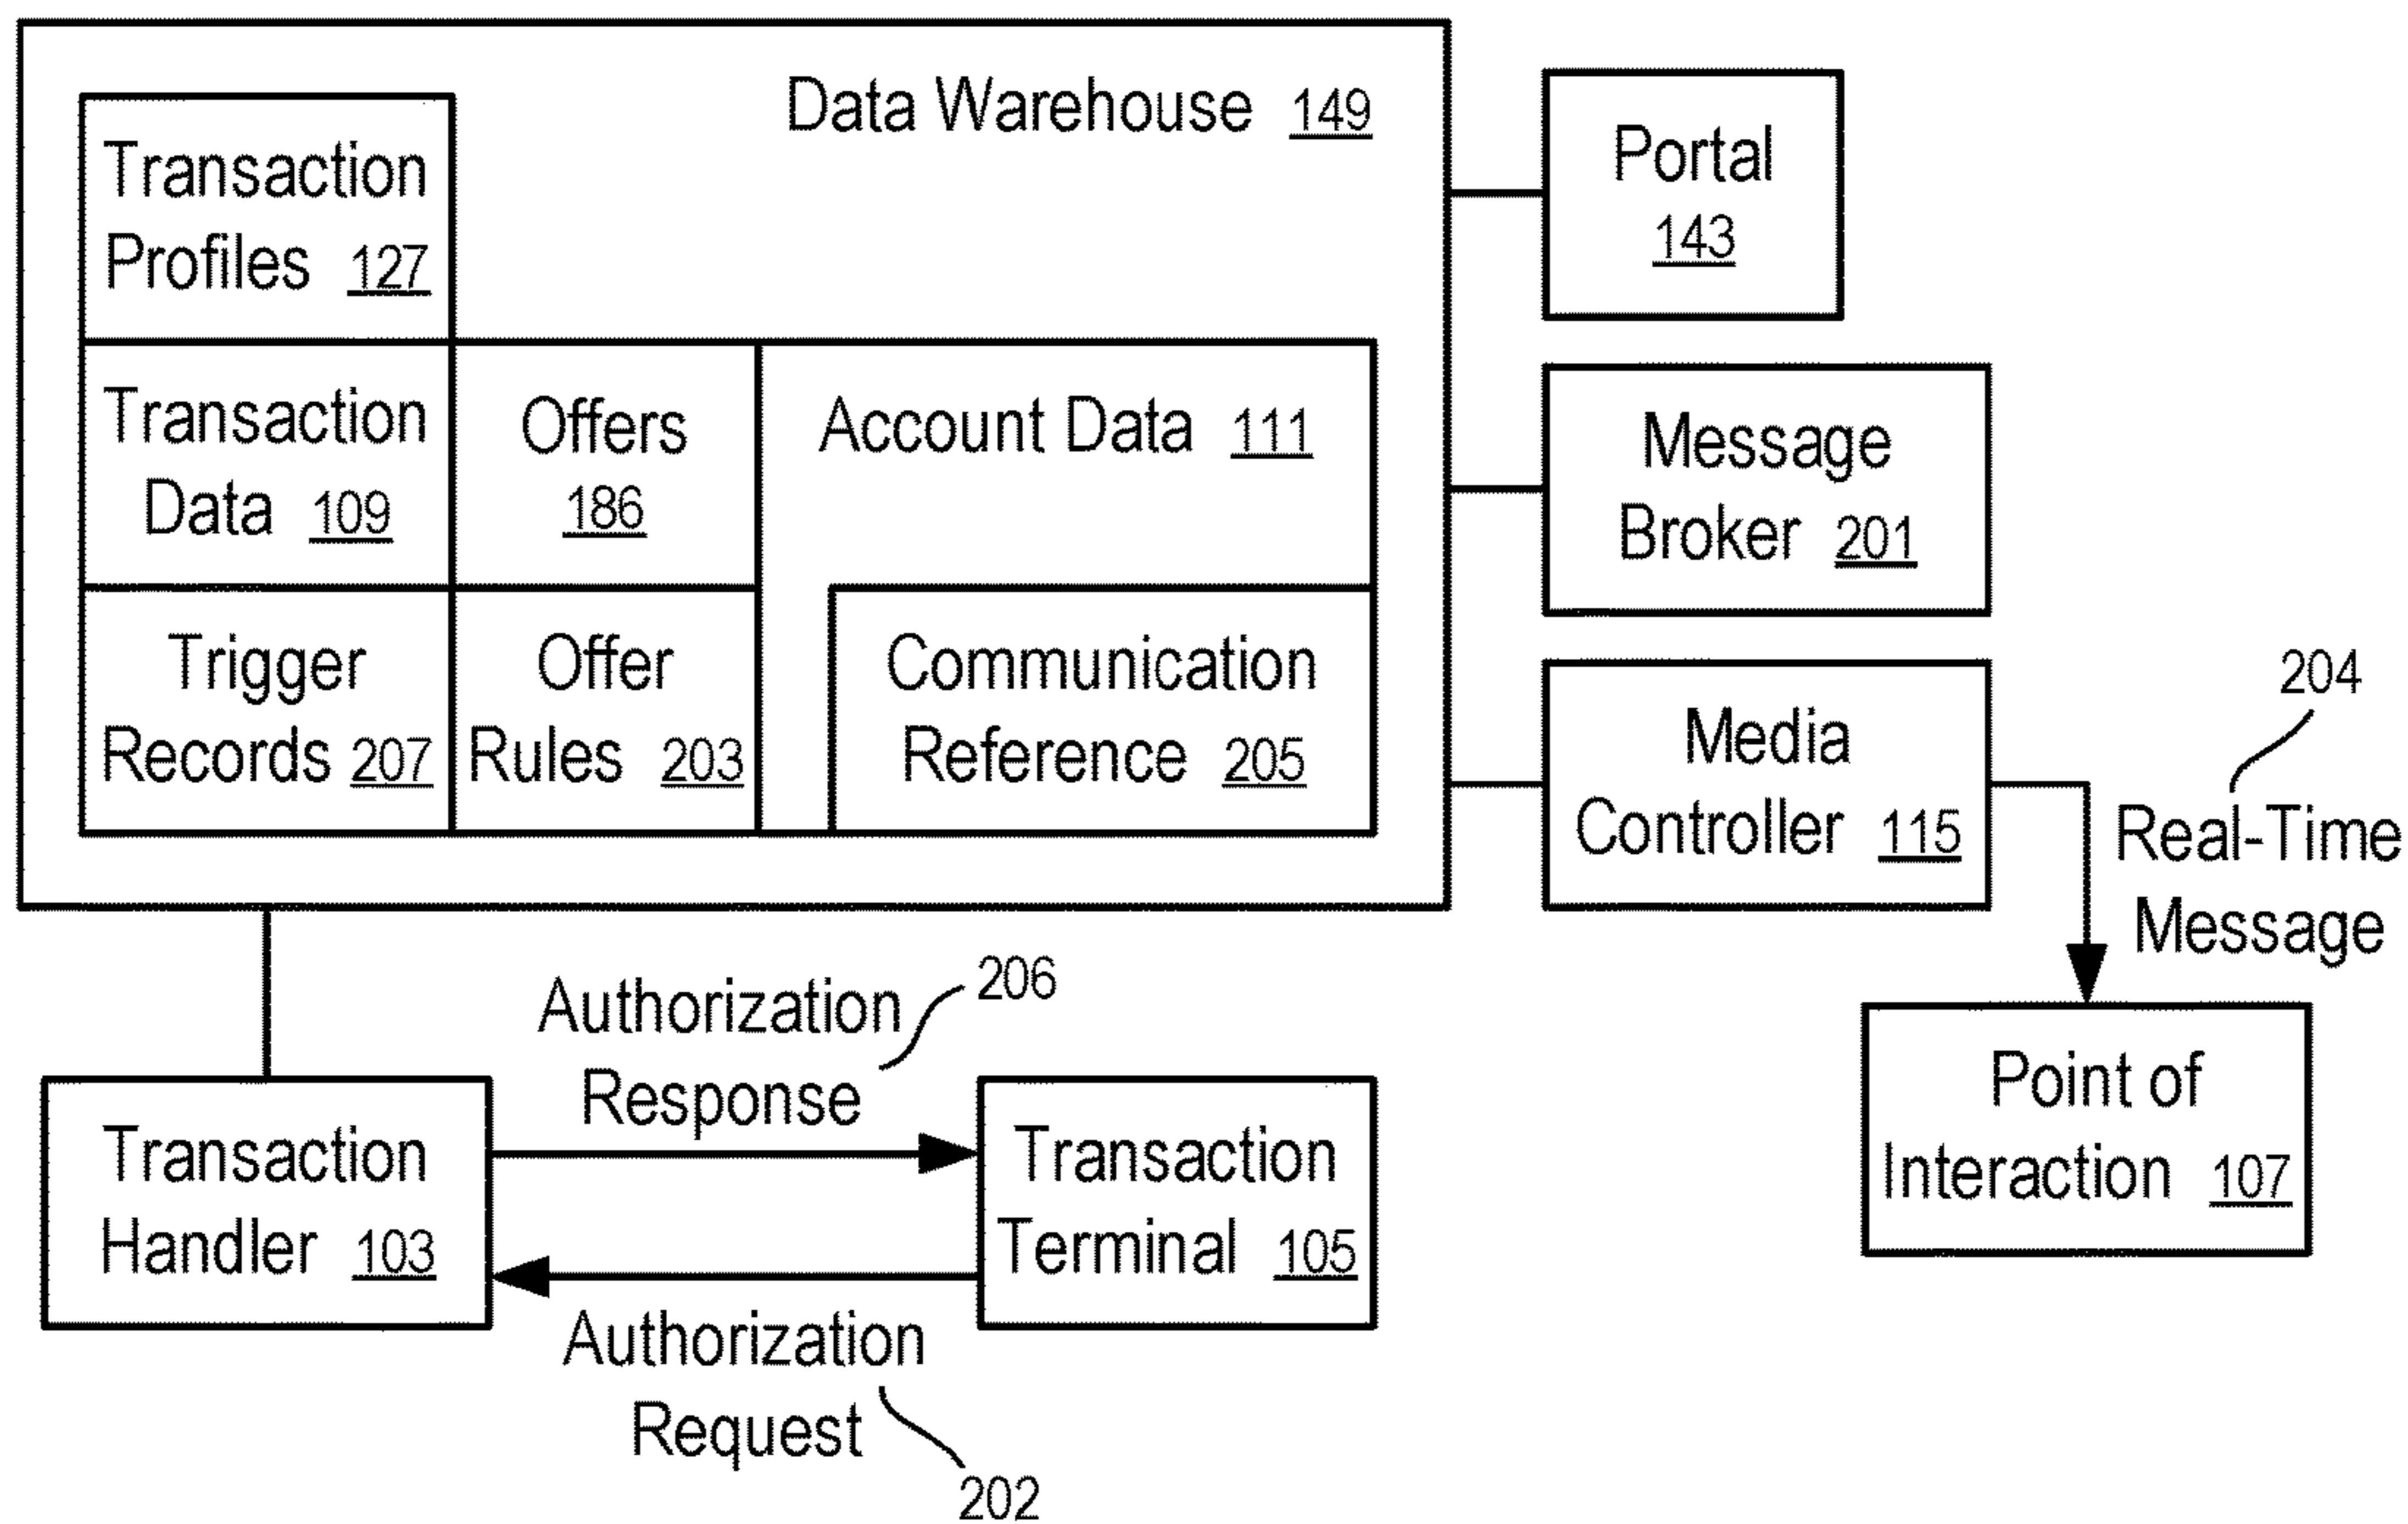 Data Warehouse 149
Transaction
Profiles 127
Transaction
Data 109
Offers
186
Account Data 111
Trigger
Records 207
Offer
Rules 203
Communication
Reference 205
Portal
143
Message
Broker 201
Media
Controller 115
204
Real-Time
Message
Point of
Interaction 107
Authorization
Response
206
Transaction
Handler 103
Transaction
Terminal 105
Authorization
Request
202